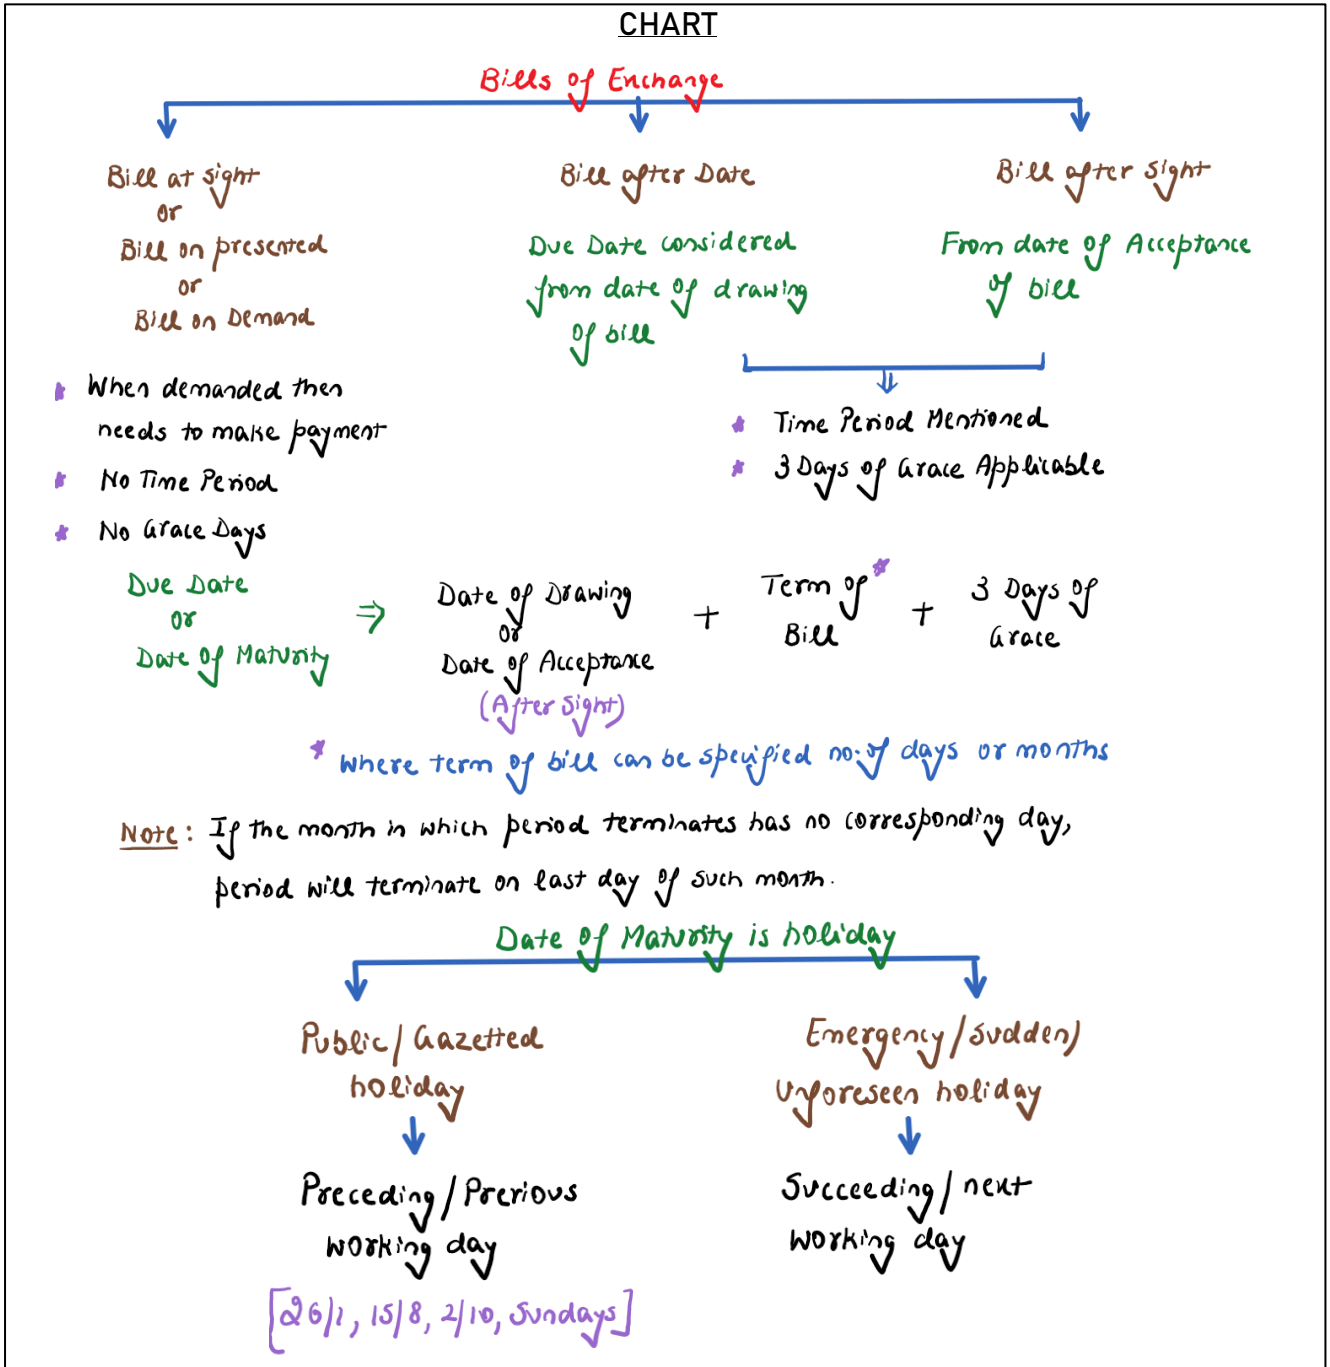 CHART
Bills of Exchange
Bill at sight
or
Bill on presented
or
Bill on Demand
* When demanded then
needs to make payment
* No Time Period
* No Grace Days
Bill after Date
Due Date considered
from date of drawing
of bill
Bill after sight
From date of Acceptance
of bill
* Time Period Mentioned
* 3 Days of Grace Applicable
Due Date
or
Date of Maturity
⇒
Date of Drawing
or
Date of Acceptance
(After Sight)
+
Term of *
Bill
+
3 Days of
Grace
* Where term of bill can be specified no. of days or months
Note : If the month in which period terminates has no corresponding day,
period will terminate on last day of such month.
Date of Maturity is holiday
Public / Gazetted
holiday
Preceding / Previous
working day
[26/1, 15/8, 2/10, Sundays]
Emergency / Sudden /
Unforeseen holiday
Succeeding / next
working day